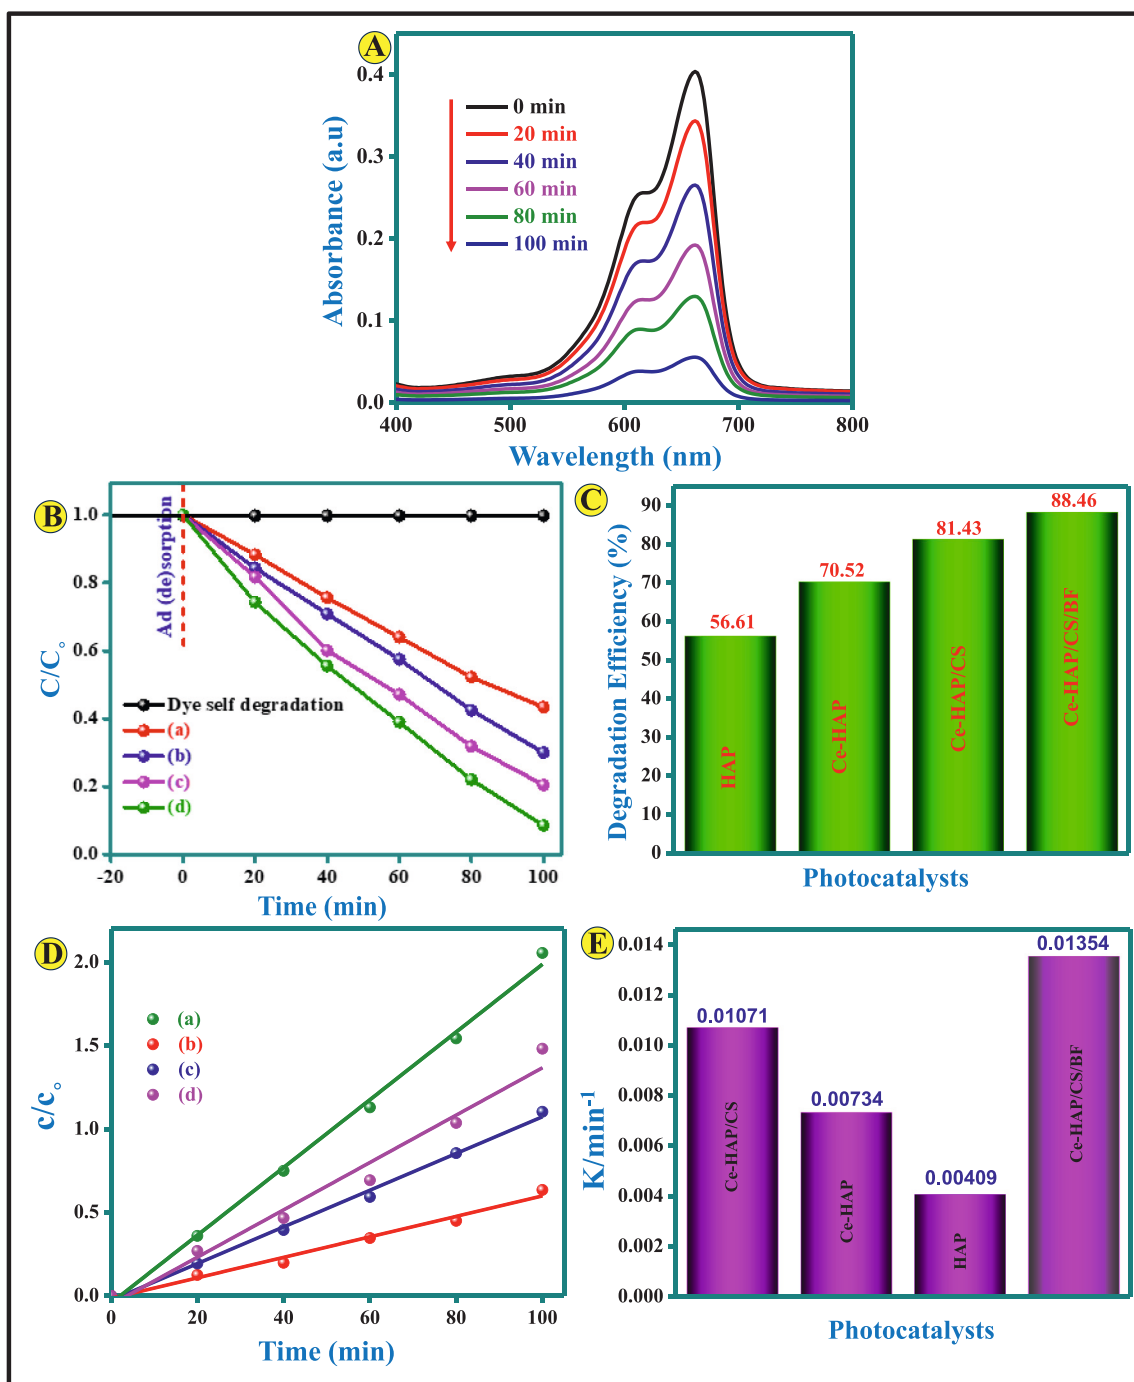 A
Absorbance (a.u)
0.4
0.3
0.2
0.1
0.0
0 min
20 min
40 min
60 min
80 min
100 min
400 500 600 700 800
Wavelength (nm)
B
C/C°
1.0
0.8
0.6
0.4
0.2
0.0
Ad (de)sorption
Dye self degradation
(a)
(b)
(c)
(d)
-20 0 20 40 60 80 100
Time (min)
C
Degradation Efficiency (%)
90
80
70
60
50
40
30
20
10
0
56.61
70.52
81.43
88.46
HAP
Ce-HAP
Ce-HAP/CS
Ce-HAP/CS/BF
Photocatalysts
D
c/c°
2.0
1.5
1.0
0.5
0.0
(a)
(b)
(c)
(d)
0 20 40 60 80 100
Time (min)
E
K/min-1
0.014
0.012
0.010
0.008
0.006
0.004
0.002
0.000
0.01071
0.00734
0.00409
0.01354
Ce-HAP/CS
Ce-HAP
HAP
Ce-HAP/CS/BF
Photocatalysts